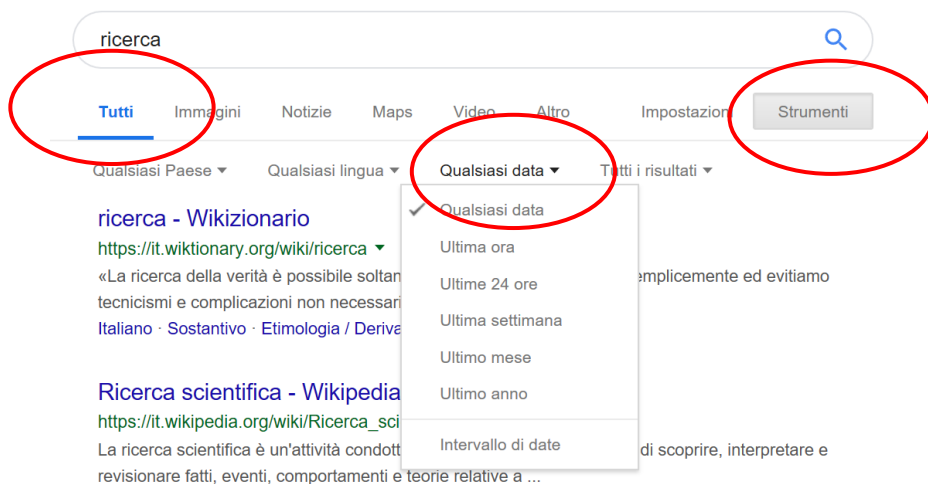 ricerca
Tutti Immagini Notizie Maps Video Altro Impostazioni Strumenti
Qualsiasi Paese Qualsiasi lingua Qualsiasi data Tutti i risultati
Qualsiasi data
Ultima ora
Ultime 24 ore
Ultima settimana
Ultimo mese
Ultimo anno
Intervallo di date
ricerca - Wikizionario
https://it.wiktionary.org/wiki/ricerca
«La ricerca della verità è possibile soltan emplicemente ed evitiamo
tecnicismi e complicazioni non necessari
Italiano · Sostantivo · Etimologia / Deriva
Ricerca scientifica - Wikipedia
https://it.wikipedia.org/wiki/Ricerca_sci
La ricerca scientifica è un'attività condott di scoprire, interpretare e
revisionare fatti, eventi, comportamenti e teorie relative a ...